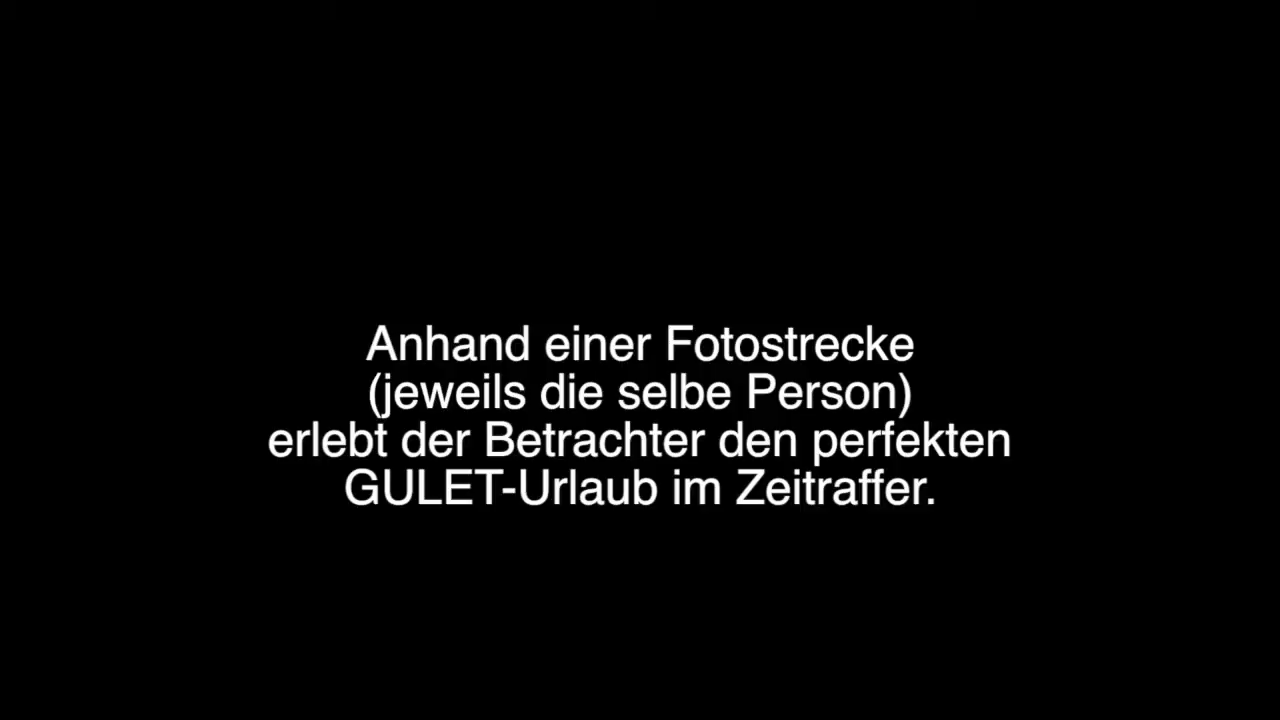 Anhand einer Fotostrecke
(jeweils die selbe Person)
erlebt der Betrachter den perfekten
GULET-Urlaub im Zeitraffer.